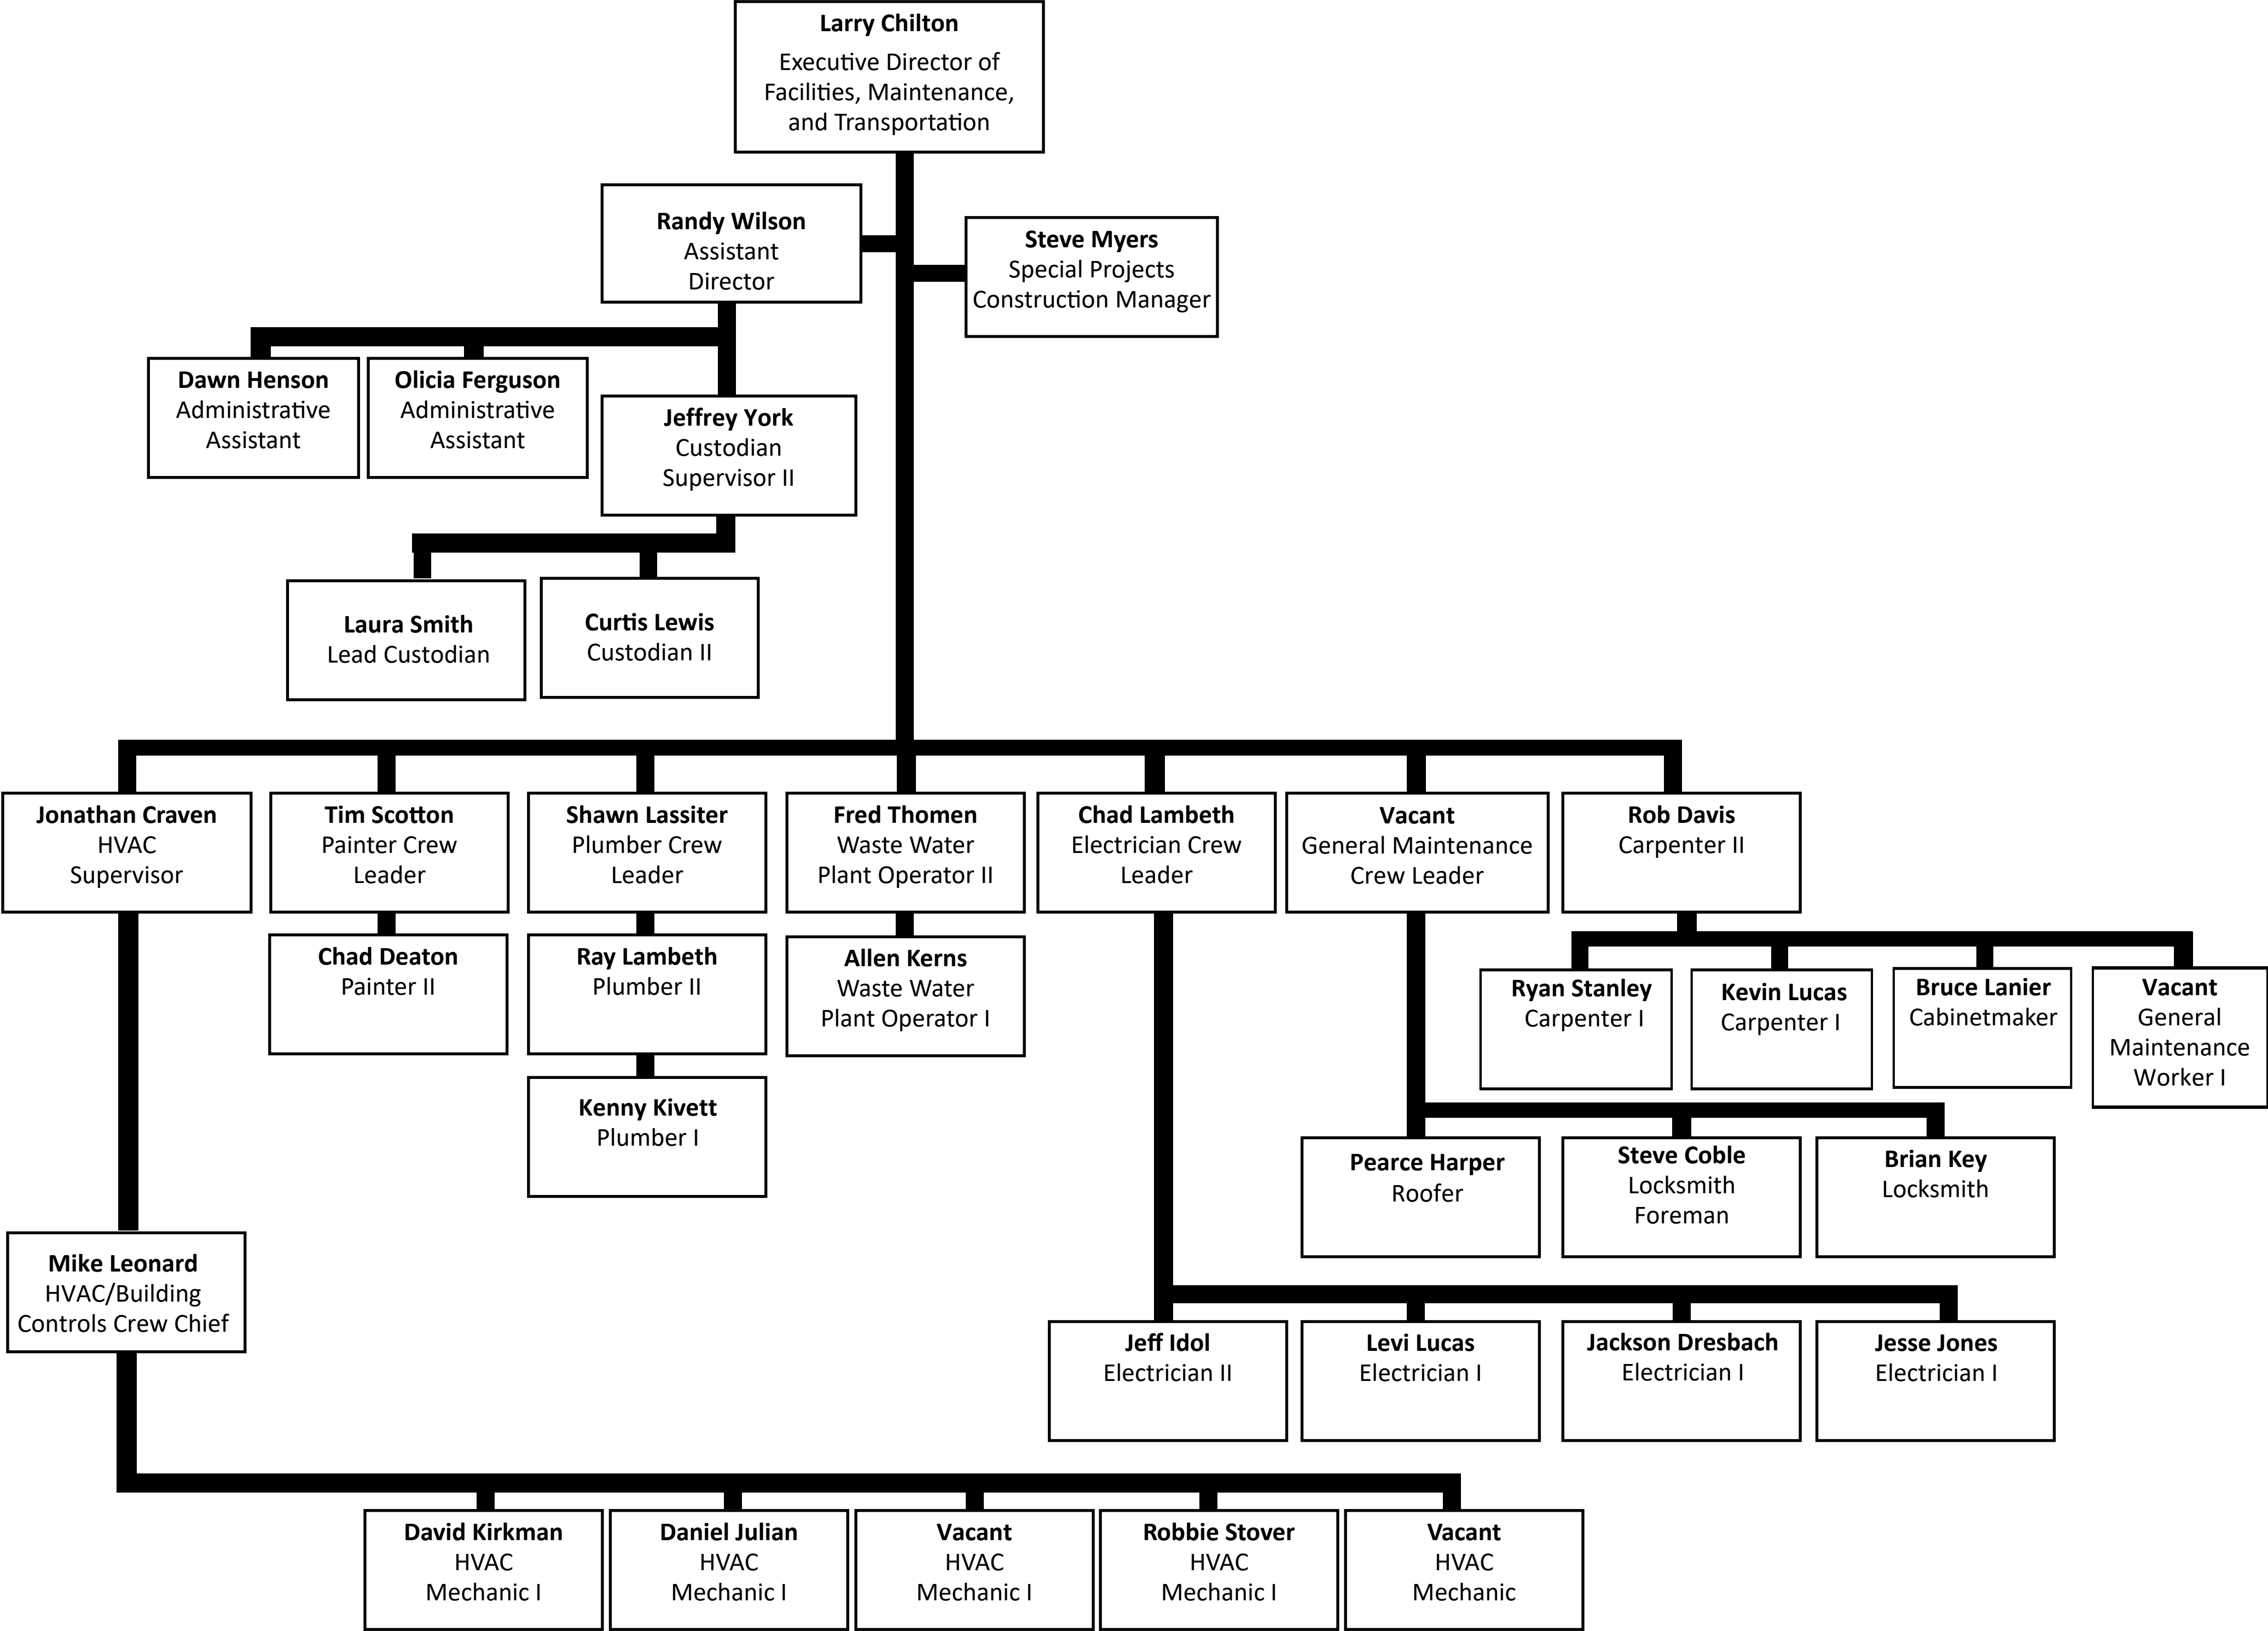 Larry Chilton
Executive Director of
Facilities, Maintenance,
and Transportation
Randy Wilson
Assistant
Director
Steve Myers
Special Projects
Construction Manager
Dawn Henson
Administrative
Assistant
Olicia Ferguson
Administrative
Assistant
Jeffrey York
Custodian
Supervisor II
Laura Smith
Lead Custodian
Curtis Lewis
Custodian II
Jonathan Craven
HVAC
Supervisor
Tim Scotton
Painter Crew
Leader
Shawn Lassiter
Plumber Crew
Leader
Fred Thomen
Waste Water
Plant Operator II
Chad Lambeth
Electrician Crew
Leader
Vacant
General Maintenance
Crew Leader
Rob Davis
Carpenter II
Chad Deaton
Painter II
Ray Lambeth
Plumber II
Allen Kerns
Waste Water
Plant Operator I
Ryan Stanley
Carpenter I
Kevin Lucas
Carpenter I
Bruce Lanier
Cabinetmaker
Vacant
General
Maintenance
Worker I
Kenny Kivett
Plumber I
Pearce Harper
Roofer
Steve Coble
Locksmith
Foreman
Brian Key
Locksmith
Mike Leonard
HVAC/Building
Controls Crew Chief
Jeff Idol
Electrician II
Levi Lucas
Electrician I
Jackson Dresbach
Electrician I
Jesse Jones
Electrician I
David Kirkman
HVAC
Mechanic I
Daniel Julian
HVAC
Mechanic I
Vacant
HVAC
Mechanic I
Robbie Stover
HVAC
Mechanic I
Vacant
HVAC
Mechanic